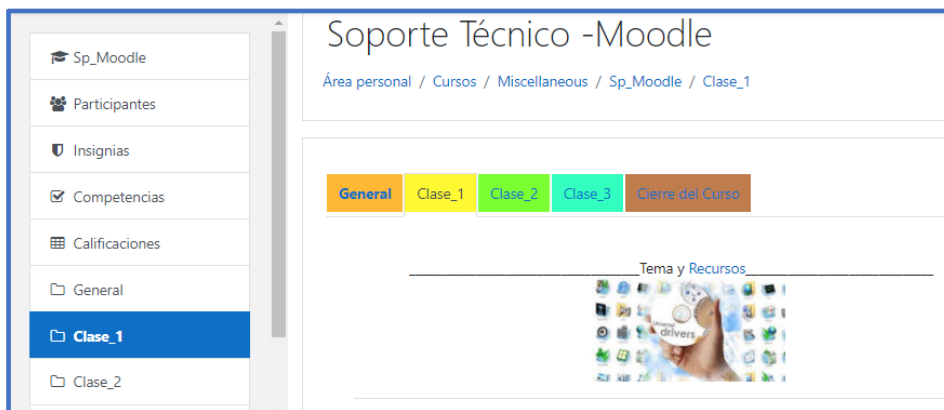 Soporte Técnico -Moodle
Área personal / Cursos / Miscellaneous / Sp_Moodle / Clase_1
Sp_Moodle
Participantes
Insignias
Competencias
Calificaciones
General
Clase_1
Clase_2
General Clase_1 Clase_2 Clase_3 Cierre del Curso
Tema y Recursos
Universal
drivers